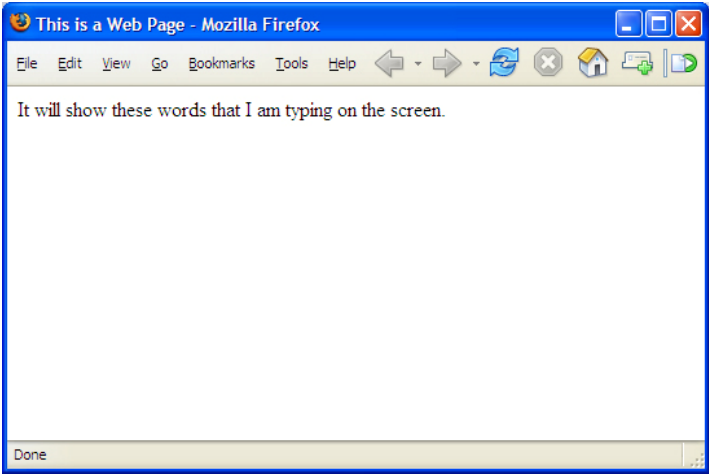 This is a Web Page - Mozilla Firefox
File Edit View Go Bookmarks Tools Help
It will show these words that I am typing on the screen.
Done